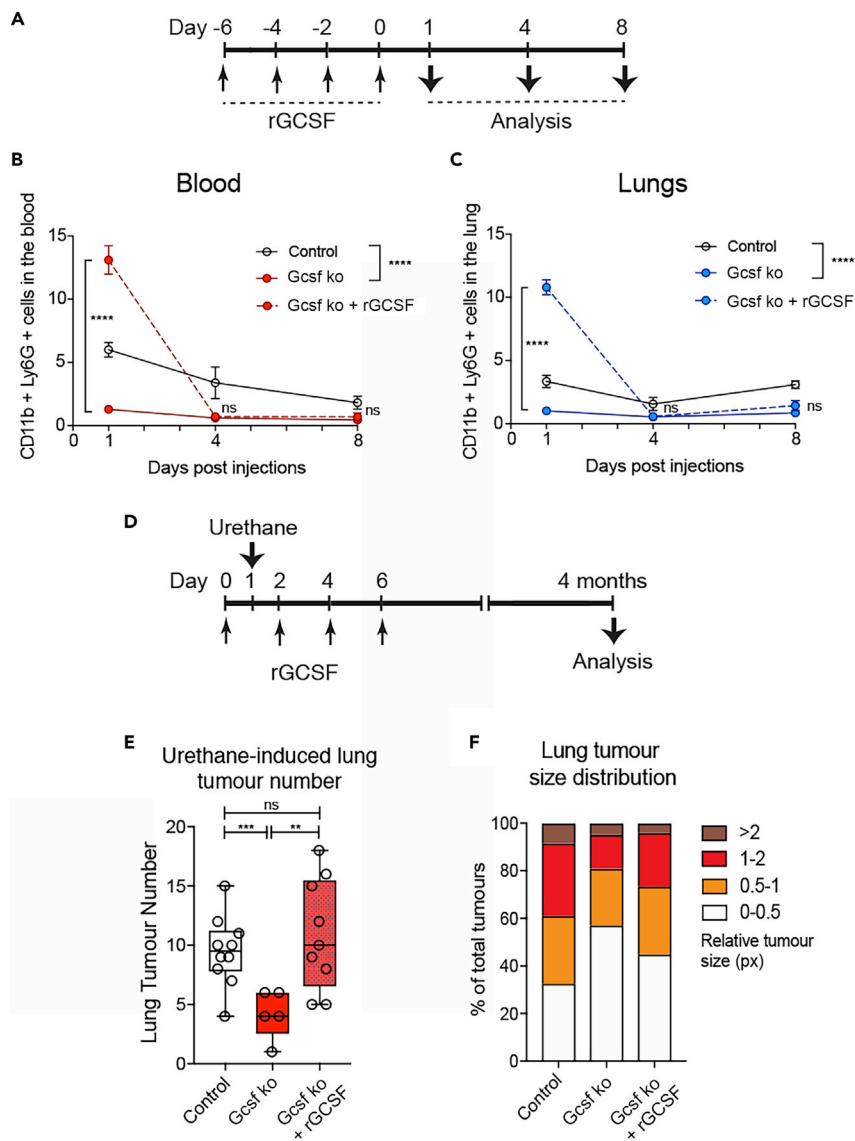 A
Day -6 -4 -2 0 1 4 8
rGCSF Analysis
B
Blood
CD11b + Ly6G + cells in the blood
15
10
5
0
Control
Gcsf ko
Gcsf ko + rGCSF
****
****
ns
ns
0 1 4 8
Days post injections
C
Lungs
CD11b + Ly6G + cells in the lung
15
10
5
0
Control
Gcsf ko
Gcsf ko + rGCSF
****
****
ns
ns
0 1 4 8
Days post injections
D
Urethane
Day 0 1 2 4 6 4 months
rGCSF
Analysis
E
Urethane-induced lung
tumour number
ns
*** **
Lung Tumour Number
20
15
10
5
0
Control
Gcsf ko
Gcsf ko
+ rGCSF
F
Lung tumour
size distribution
% of total tumours
100
80
60
40
20
0
>2
1-2
0.5-1
0-0.5
Relative tumour
size (px)
Control
Gcsf ko
Gcsf ko
+ rGCSF